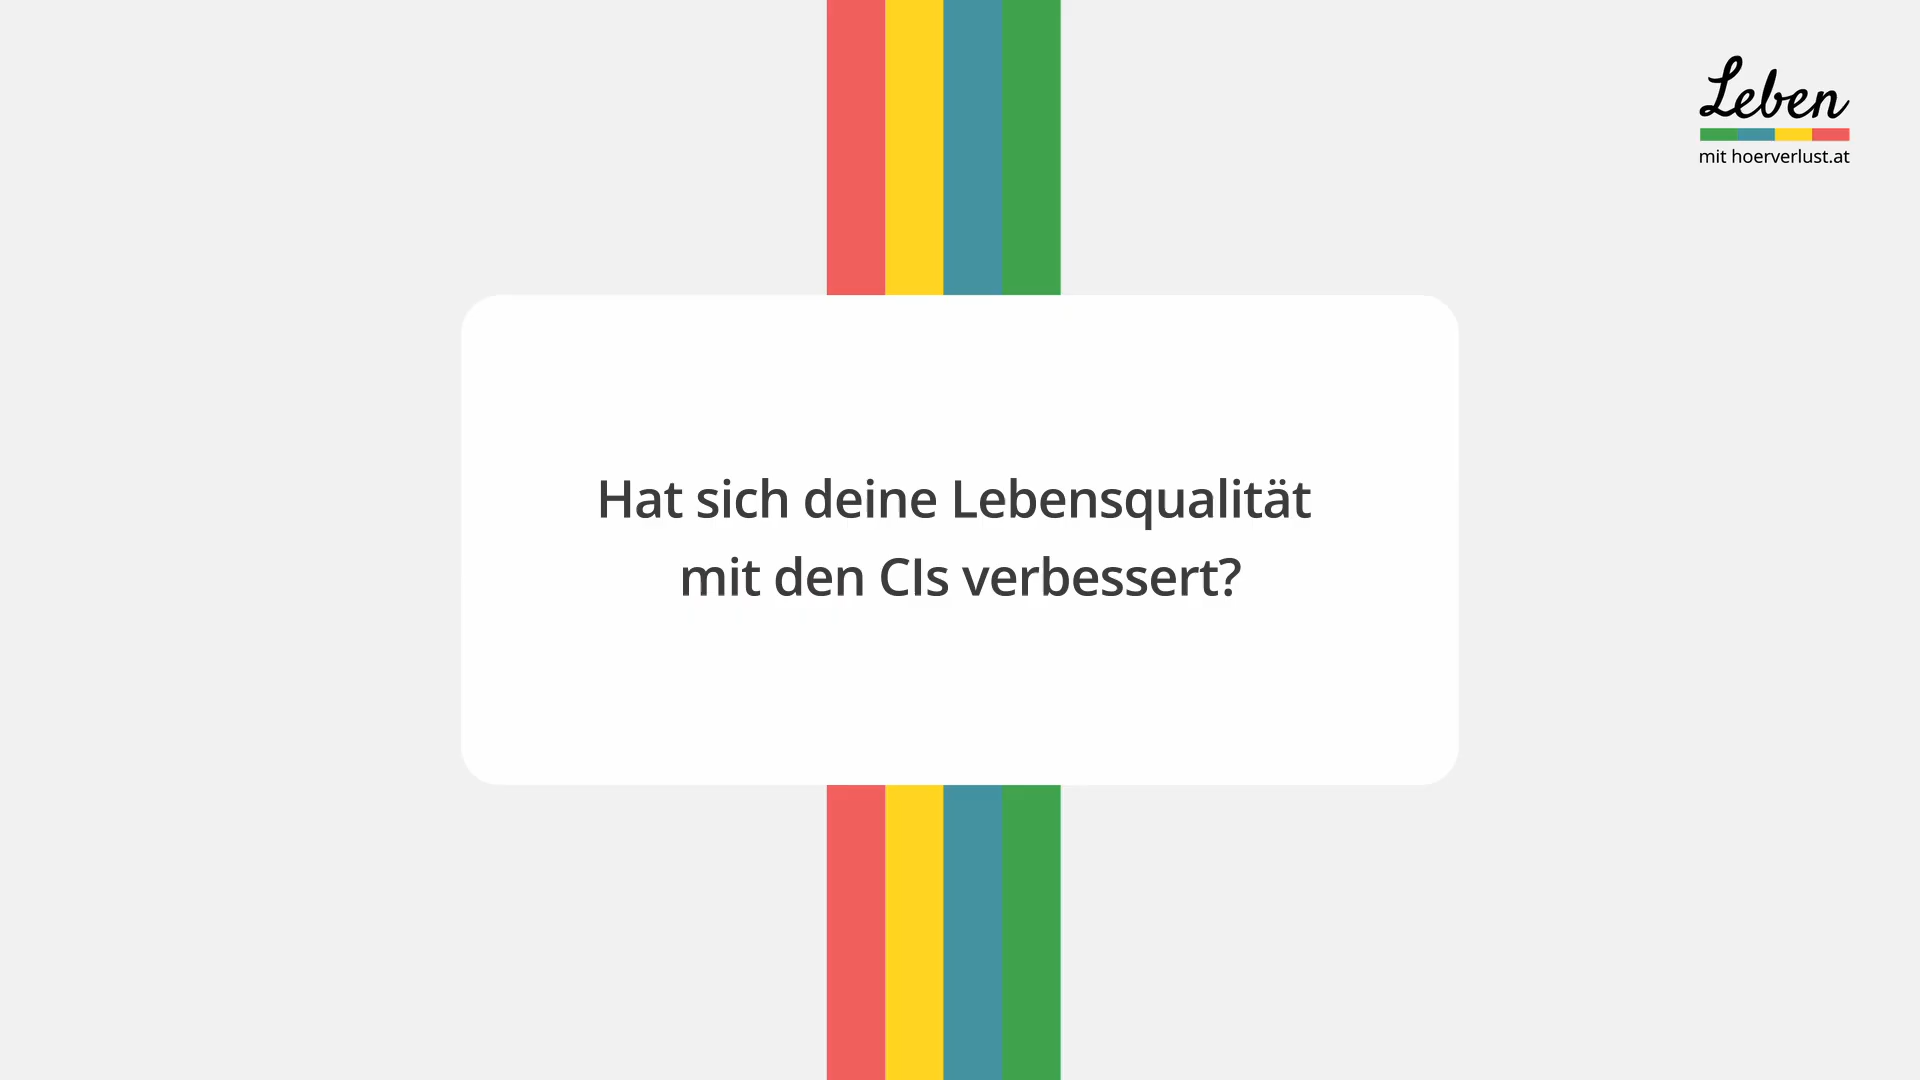 Leben
mit hoerverlust.at
Hat sich deine Lebensqualität
mit den CIs verbessert?